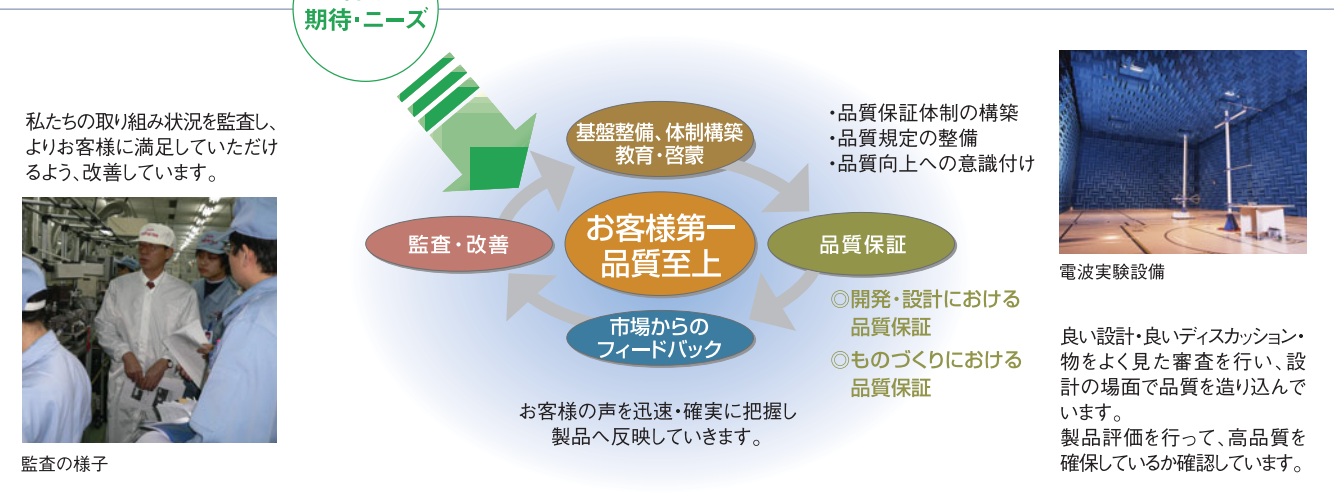 期待・ニーズ
私たちの取り組み状況を監査し、
よりお客様に満足していただけ
るよう、改善しています。
監査の様子
基盤整備、体制構築
教育・啓蒙
・品質保証体制の構築
・品質規定の整備
・品質向上への意識付け
監査・改善
お客様第一
品質至上
品質保証
◎開発・設計における
品質保証
◎ものづくりにおける
品質保証
市場からの
フィードバック
お客様の声を迅速・確実に把握し
製品へ反映していきます。
電波実験設備
良い設計・良いディスカッション・
物をよく見た審査を行い、設
計の場面で品質を造り込んで
います。
製品評価を行って、高品質を
確保しているか確認しています。